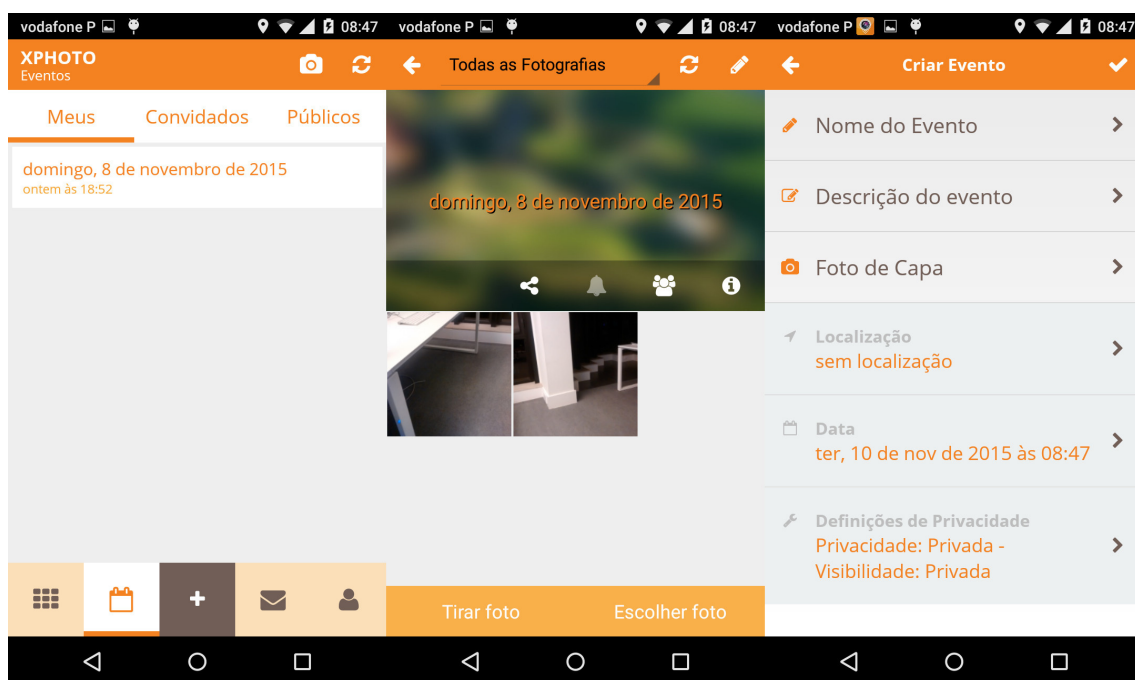 vodafone P 08:47
XPHOTO
Eventos
Meus Convidados Públicos
domingo, 8 de novembro de 2015
ontem às 18:52
vodafone P 08:47
Todas as Fotografias
domingo, 8 de novembro de 2015
Tirar foto Escolher foto
vodafone P 08:47
Criar Evento
Nome do Evento
Descrição do evento
Foto de Capa
Localização
sem localização
Data
ter, 10 de nov de 2015 às 08:47
Definições de Privacidade
Privacidade: Privada -
Visibilidade: Privada